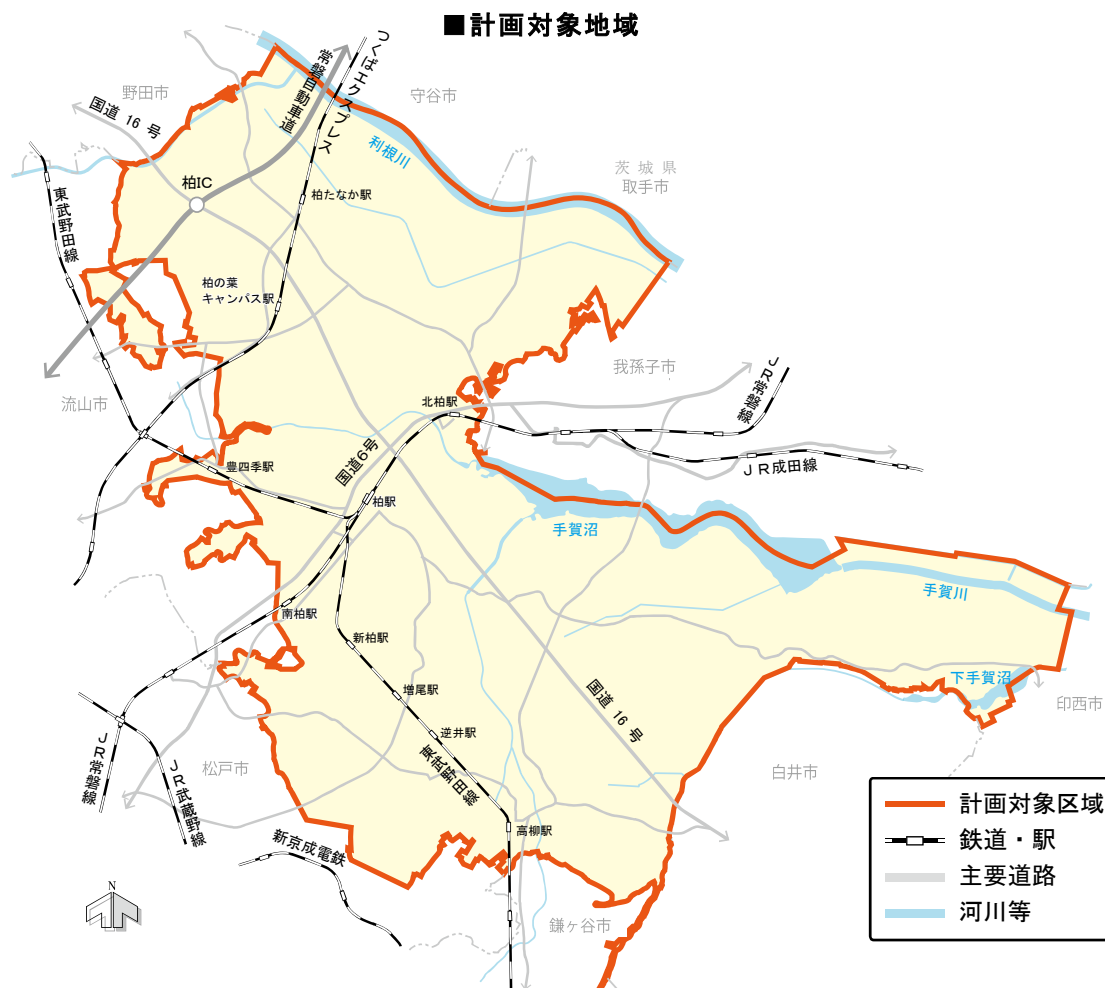 ■計画対象地域
野田市
国道 16 号
常磐自動車道
つくばエクスプレス
守谷市
利根川
茨城県
取手市
柏IC
柏たなか駅
東武野田線
柏の葉
キャンパス駅
我孫子市
JR常磐線
流山市
北柏駅
国道6号
JR成田線
豊四季駅
柏駅
手賀沼
手賀川
南柏駅
新柏駅
下手賀沼
印西市
増尾駅
国道 16 号
逆井駅
東武野田線
白井市
松戸市
JR常磐線
JR武蔵野線
高柳駅
新京成電鉄
鎌ヶ谷市
N
計画対象区域
鉄道・駅
主要道路
河川等